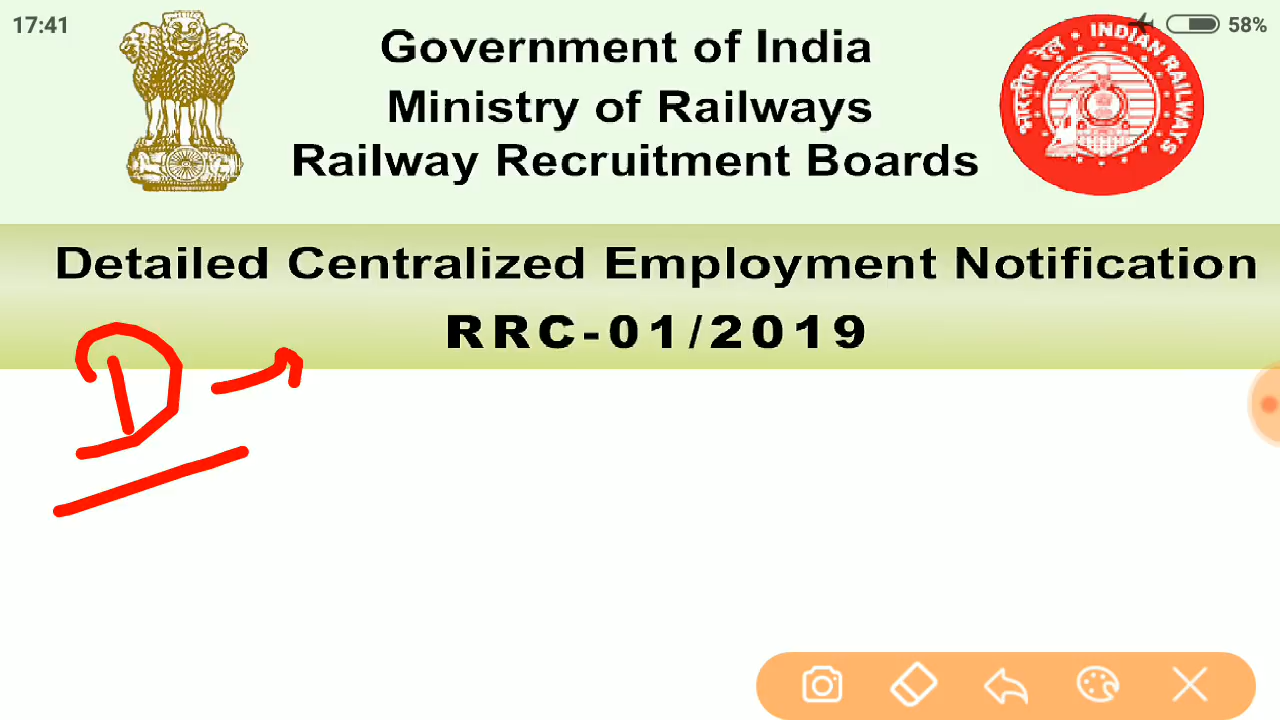 17:41
58%
Government of India
Ministry of Railways
Railway Recruitment Boards
भारतीय रेल • INDIAN RAILWAYS
Detailed Centralized Employment Notification
RRC-01/2019
D